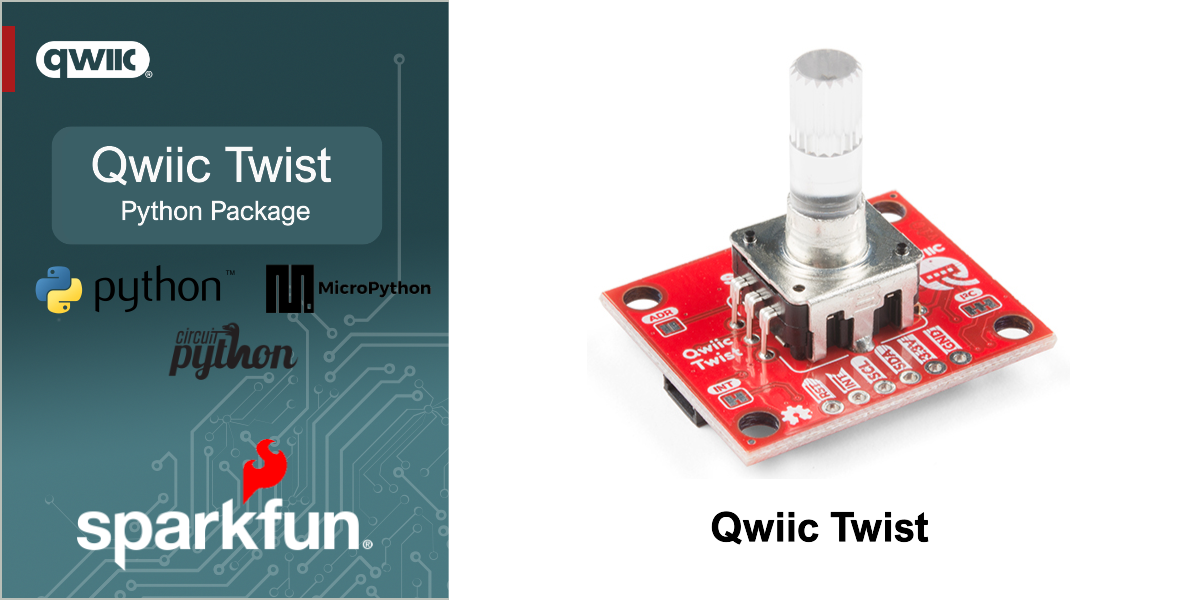 qwiic®
Qwiic Twist
Python Package
python™
MicroPython
circuit
python
sparkfun®
ADR
Qwiic
Twist
INT
I²C
RST
INT
SCL
SDA
3.3V
GND
Qwiic Twist